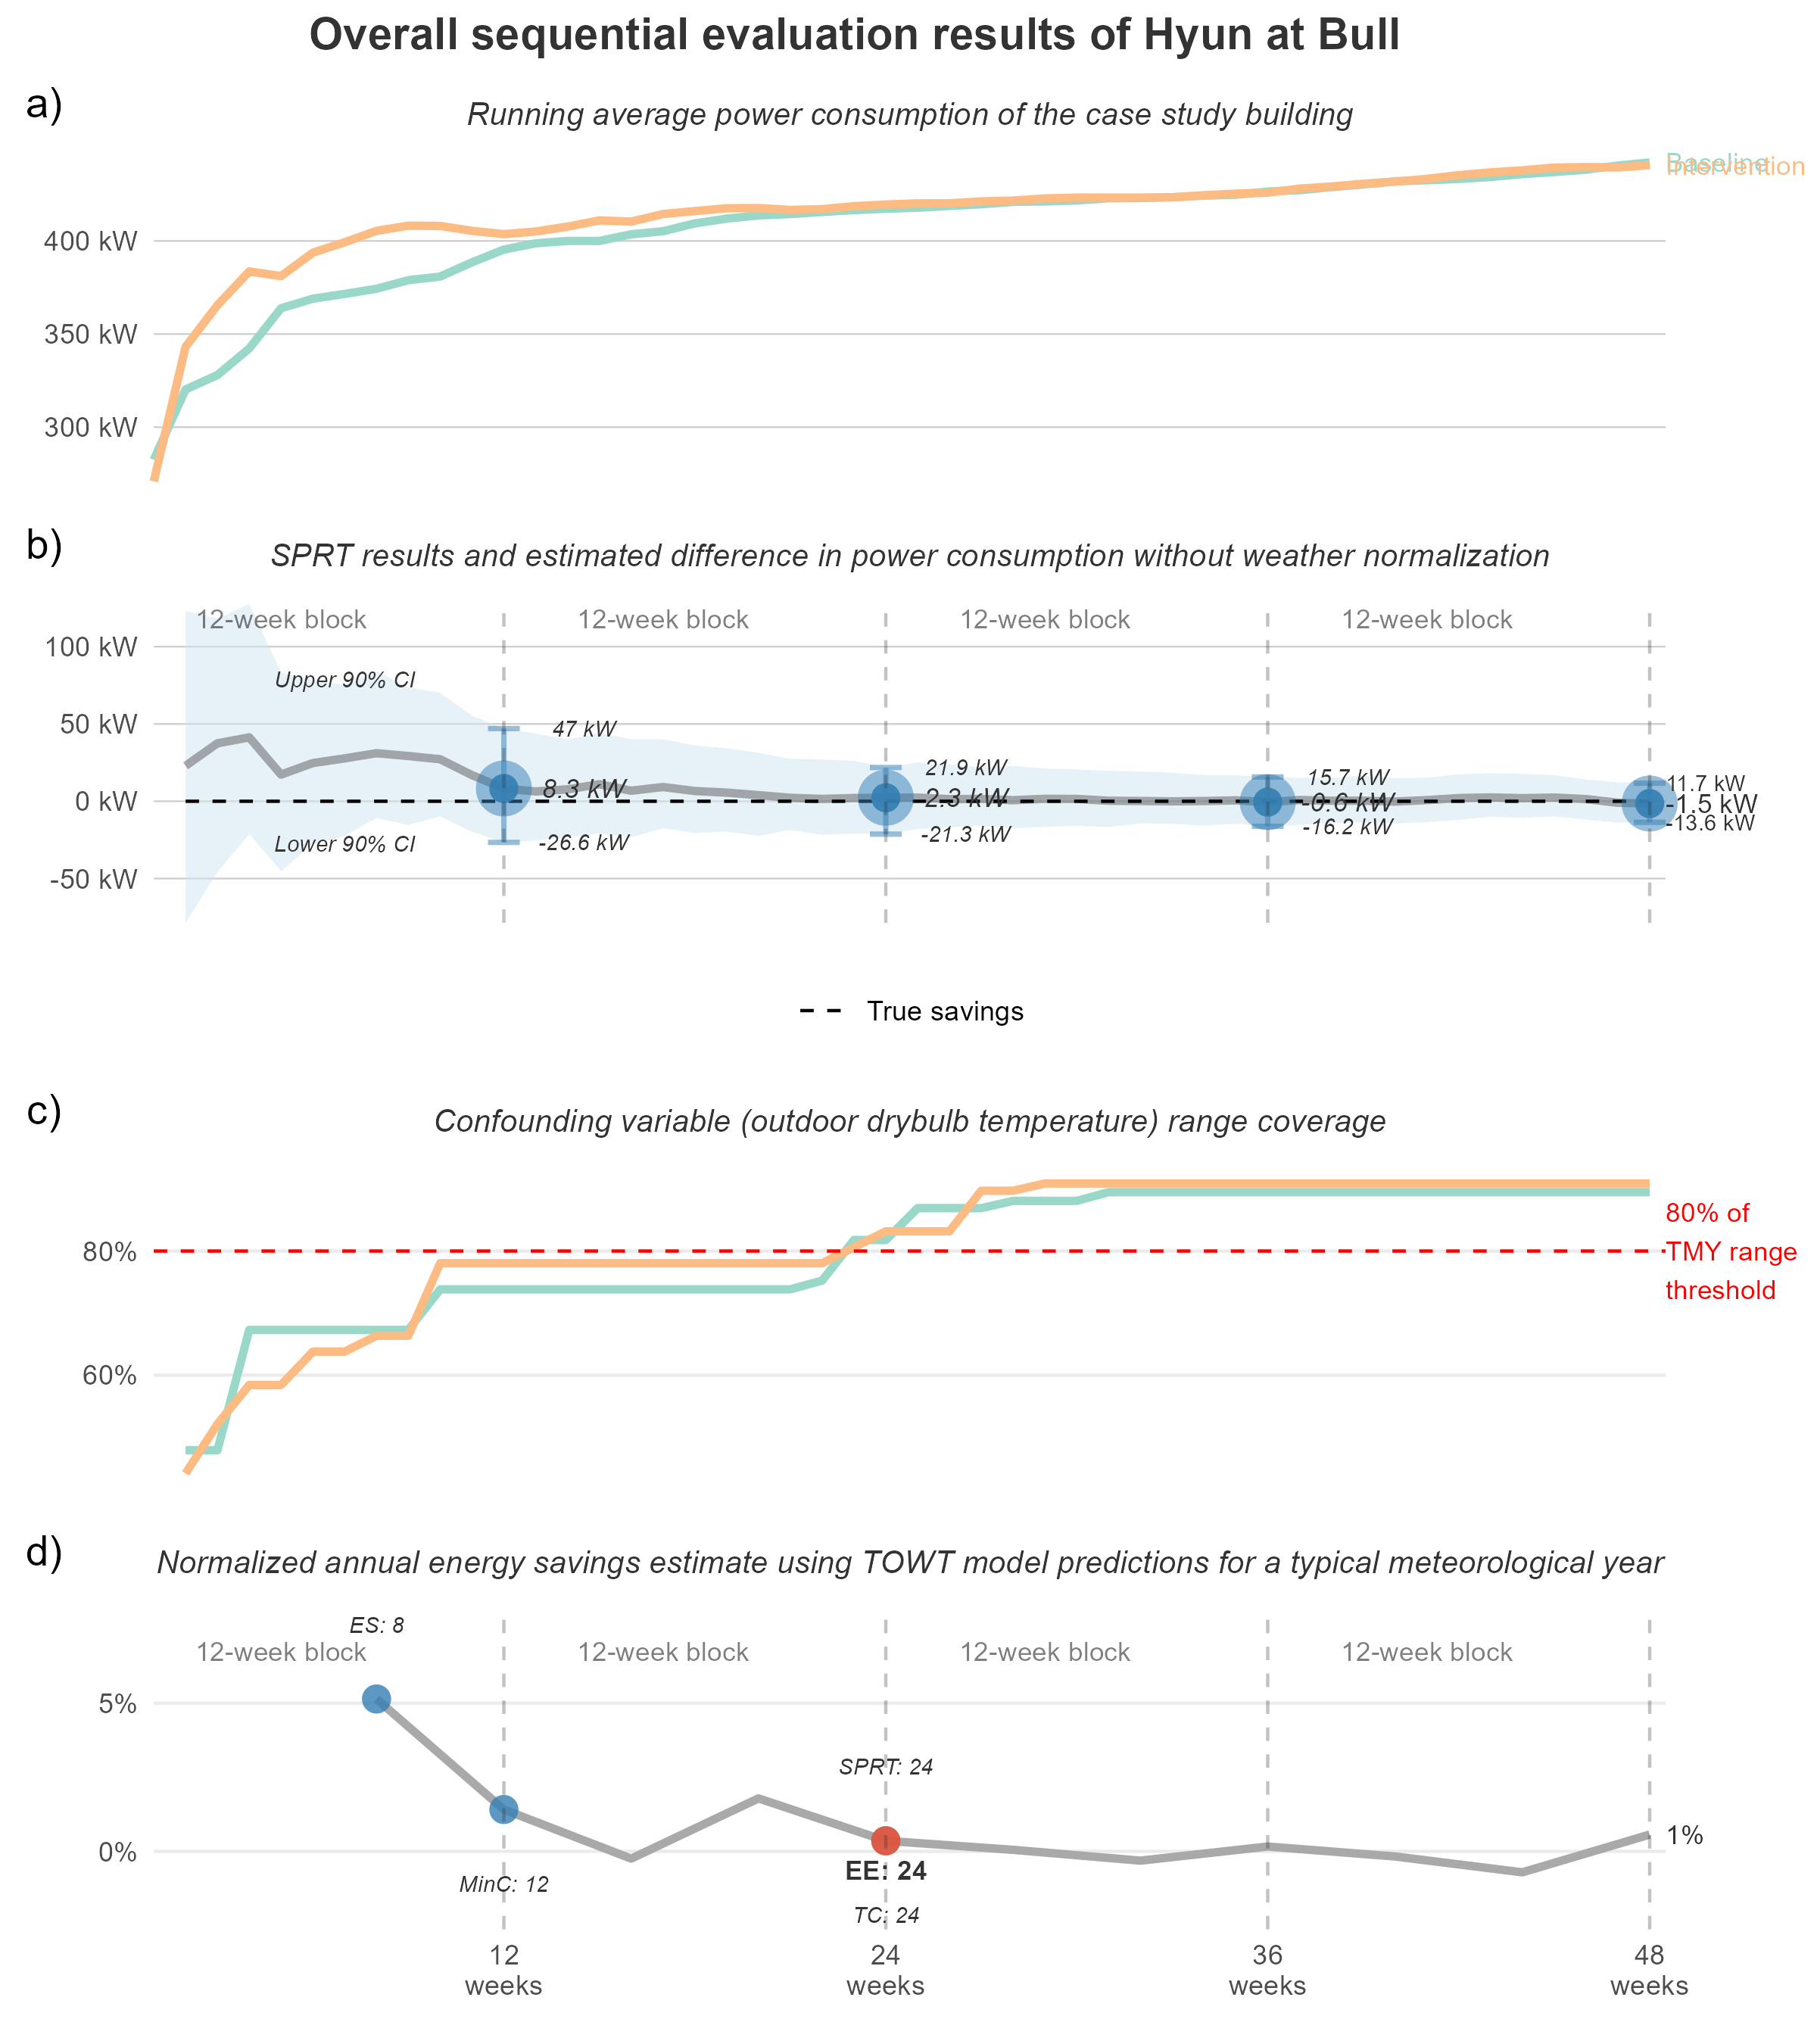 Overall sequential evaluation results of Hyun at Bull
a)
Running average power consumption of the case study building
Baseline
Intervention
400 kW
350 kW
300 kW
b)
SPRT results and estimated difference in power consumption without weather normalization
12-week block 12-week block 12-week block 12-week block
100 kW
Upper 90% CI
50 kW
47 kW
21.9 kW
15.7 kW
11.7 kW
0 kW
8.3 kW
2.3 kW
-0.6 kW
-1.5 kW
Lower 90% CI
-26.6 kW
-21.3 kW
-16.2 kW
-13.6 kW
-50 kW
True savings
c)
Confounding variable (outdoor drybulb temperature) range coverage
80% of
TMY range
threshold
80%
60%
d)
Normalized annual energy savings estimate using TOWT model predictions for a typical meteorological year
ES: 8
12-week block 12-week block 12-week block 12-week block
5%
SPRT: 24
0%
1%
EE: 24
MinC: 12
TC: 24
12
weeks
24
weeks
36
weeks
48
weeks